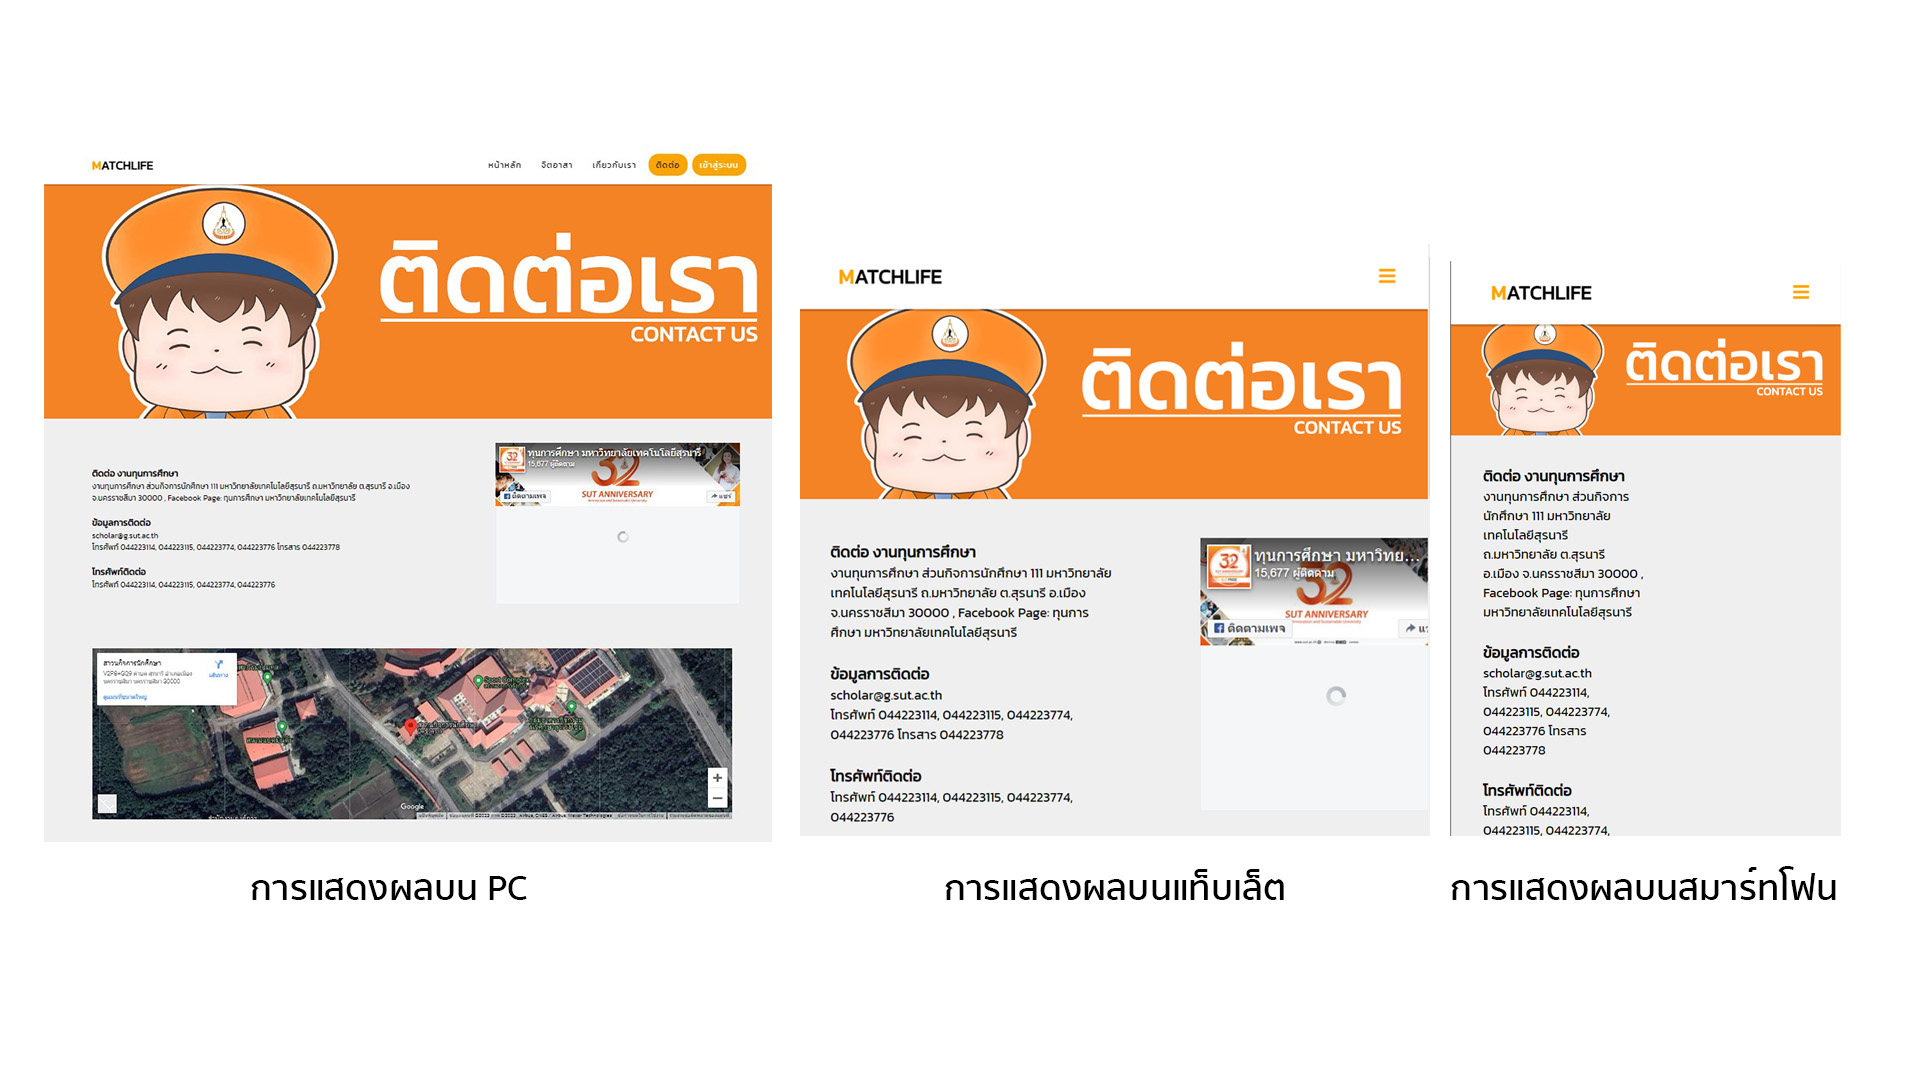 MATCHLIFE
หน้าหลัก
จิตอาสา
เกี่ยวกับเรา
ติดต่อ
เข้าสู่ระบบ
ติดต่อเรา
CONTACT US
ติดต่อ งานทุนการศึกษา
งานทุนการศึกษา ส่วนกิจการนักศึกษา 111 มหาวิทยาลัยเทคโนโลยีสุรนารี ถ.มหาวิทยาลัย ต.สุรนารี อ.เมือง
จ.นครราชสีมา 30000 , Facebook Page: ทุนการศึกษา มหาวิทยาลัยเทคโนโลยีสุรนารี
ข้อมูลการติดต่อ
scholar@g.sut.ac.th
โทรศัพท์ 044223114, 044223115, 044223774, 044223776 โทรสาร 044223778
โทรศัพท์ติดต่อ
โทรศัพท์ 044223114, 044223115, 044223774, 044223776
ทุนการศึกษา มหาวิทยาลัยเทคโนโลยีสุรนารี
15,677 ผู้ติดตาม
32
SUT ANNIVERSARY
ติดตามเพจ
แชร์
Sport Complex
เส้นทาง
ดูแผนที่ขนาดใหญ่
Google
การแสดงผลบน PC
MATCHLIFE
ติดต่อเรา
CONTACT US
ติดต่อ งานทุนการศึกษา
งานทุนการศึกษา ส่วนกิจการนักศึกษา 111 มหาวิทยาลัย
เทคโนโลยีสุรนารี ถ.มหาวิทยาลัย ต.สุรนารี อ.เมือง
จ.นครราชสีมา 30000 , Facebook Page: ทุนการ
ศึกษา มหาวิทยาลัยเทคโนโลยีสุรนารี
ข้อมูลการติดต่อ
scholar@g.sut.ac.th
โทรศัพท์ 044223114, 044223115, 044223774,
044223776 โทรสาร 044223778
โทรศัพท์ติดต่อ
โทรศัพท์ 044223114, 044223115, 044223774,
044223776
ทุนการศึกษา มหาวิทย...
15,677 ผู้ติดตาม
32
SUT ANNIVERSARY
Innovation and Sustainable University
ติดตามเพจ
การแสดงผลบนแท็บเล็ต
MATCHLIFE
ติดต่อเรา
CONTACT US
ติดต่อ งานทุนการศึกษา
งานทุนการศึกษา ส่วนกิจการ
นักศึกษา 111 มหาวิทยาลัย
เทคโนโลยีสุรนารี
ถ.มหาวิทยาลัย ต.สุรนารี
อ.เมือง จ.นครราชสีมา 30000 ,
Facebook Page: ทุนการศึกษา
มหาวิทยาลัยเทคโนโลยีสุรนารี
ข้อมูลการติดต่อ
scholar@g.sut.ac.th
โทรศัพท์ 044223114,
044223115, 044223774,
044223776 โทรสาร
044223778
โทรศัพท์ติดต่อ
โทรศัพท์ 044223114,
044223115, 044223774,
การแสดงผลบนสมาร์ทโฟน